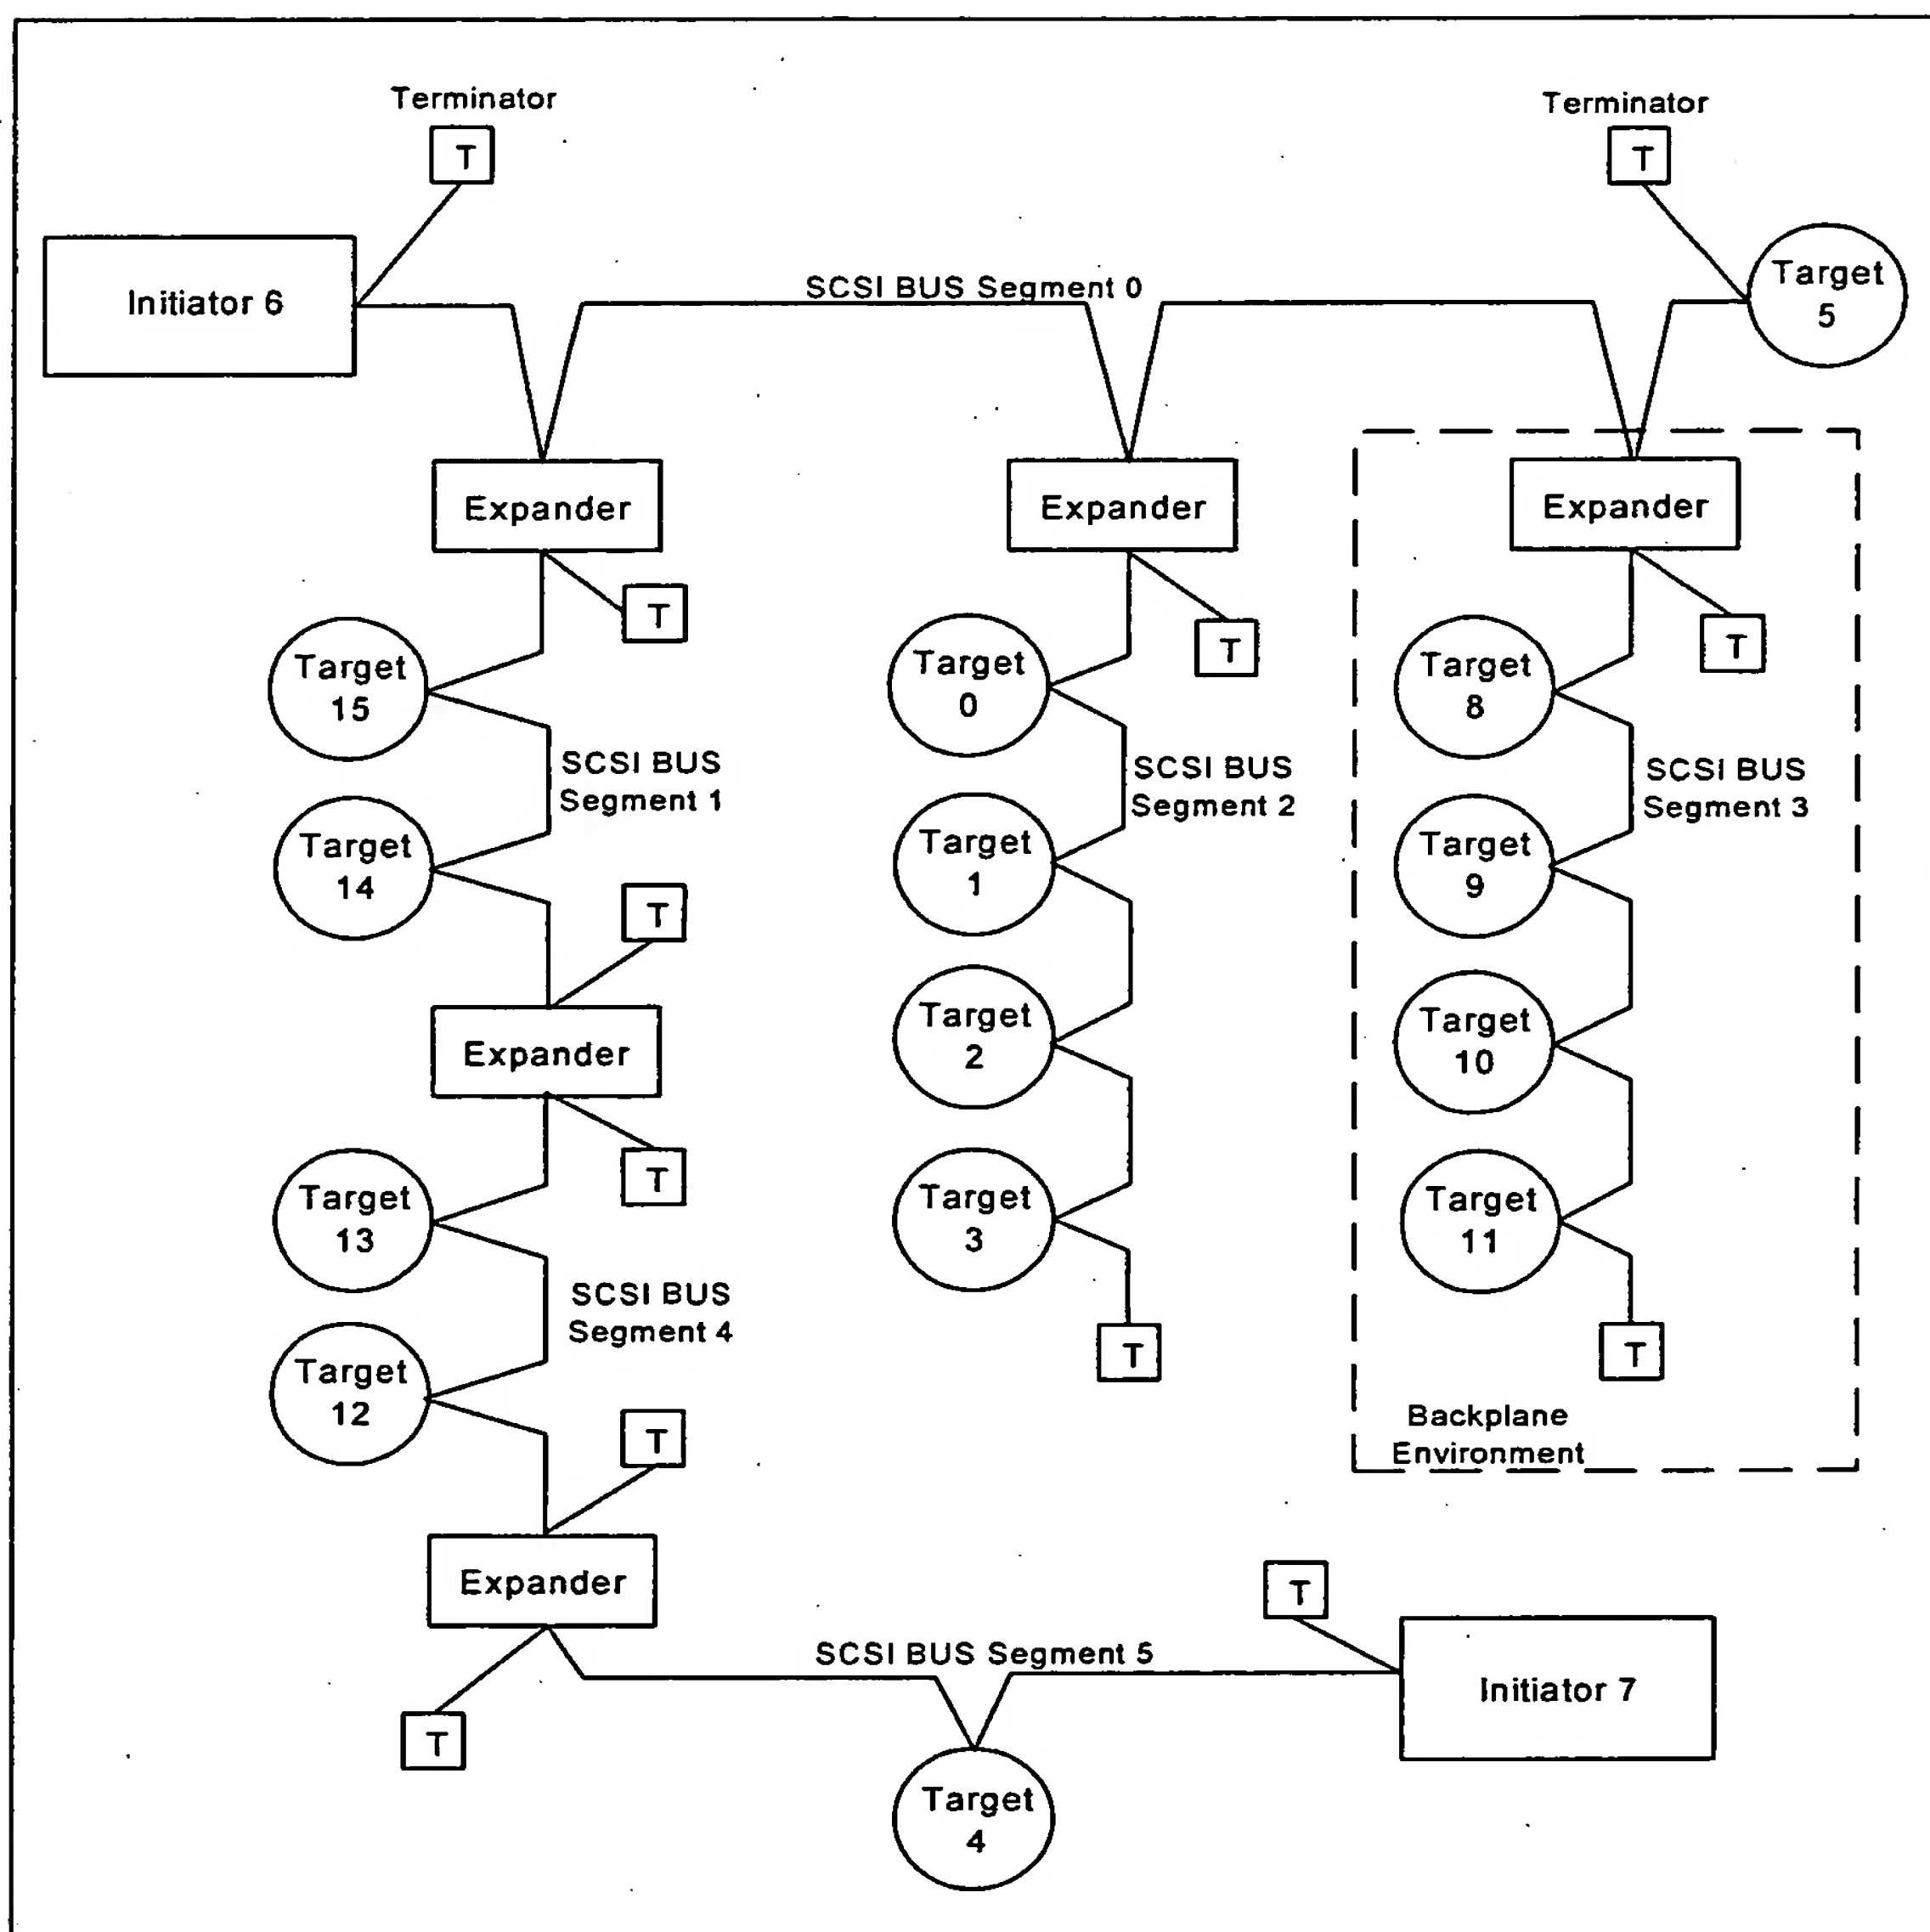 Terminator
Terminator
T
T
Initiator 6
SCSI BUS Segment 0
Target
5
Expander
Expander
Expander
T
T
T
Target
15
Target
0
Target
8
SCSI BUS
Segment 1
SCSI BUS
Segment 2
SCSI BUS
Segment 3
Target
14
Target
1
Target
9
T
Expander
Target
2
Target
10
T
Target
13
Target
3
Target
11
SCSI BUS
Segment 4
T
T
Target
12
Backplane
Environment
T
Expander
T
SCSI BUS Segment 5
Initiator 7
T
Target
4